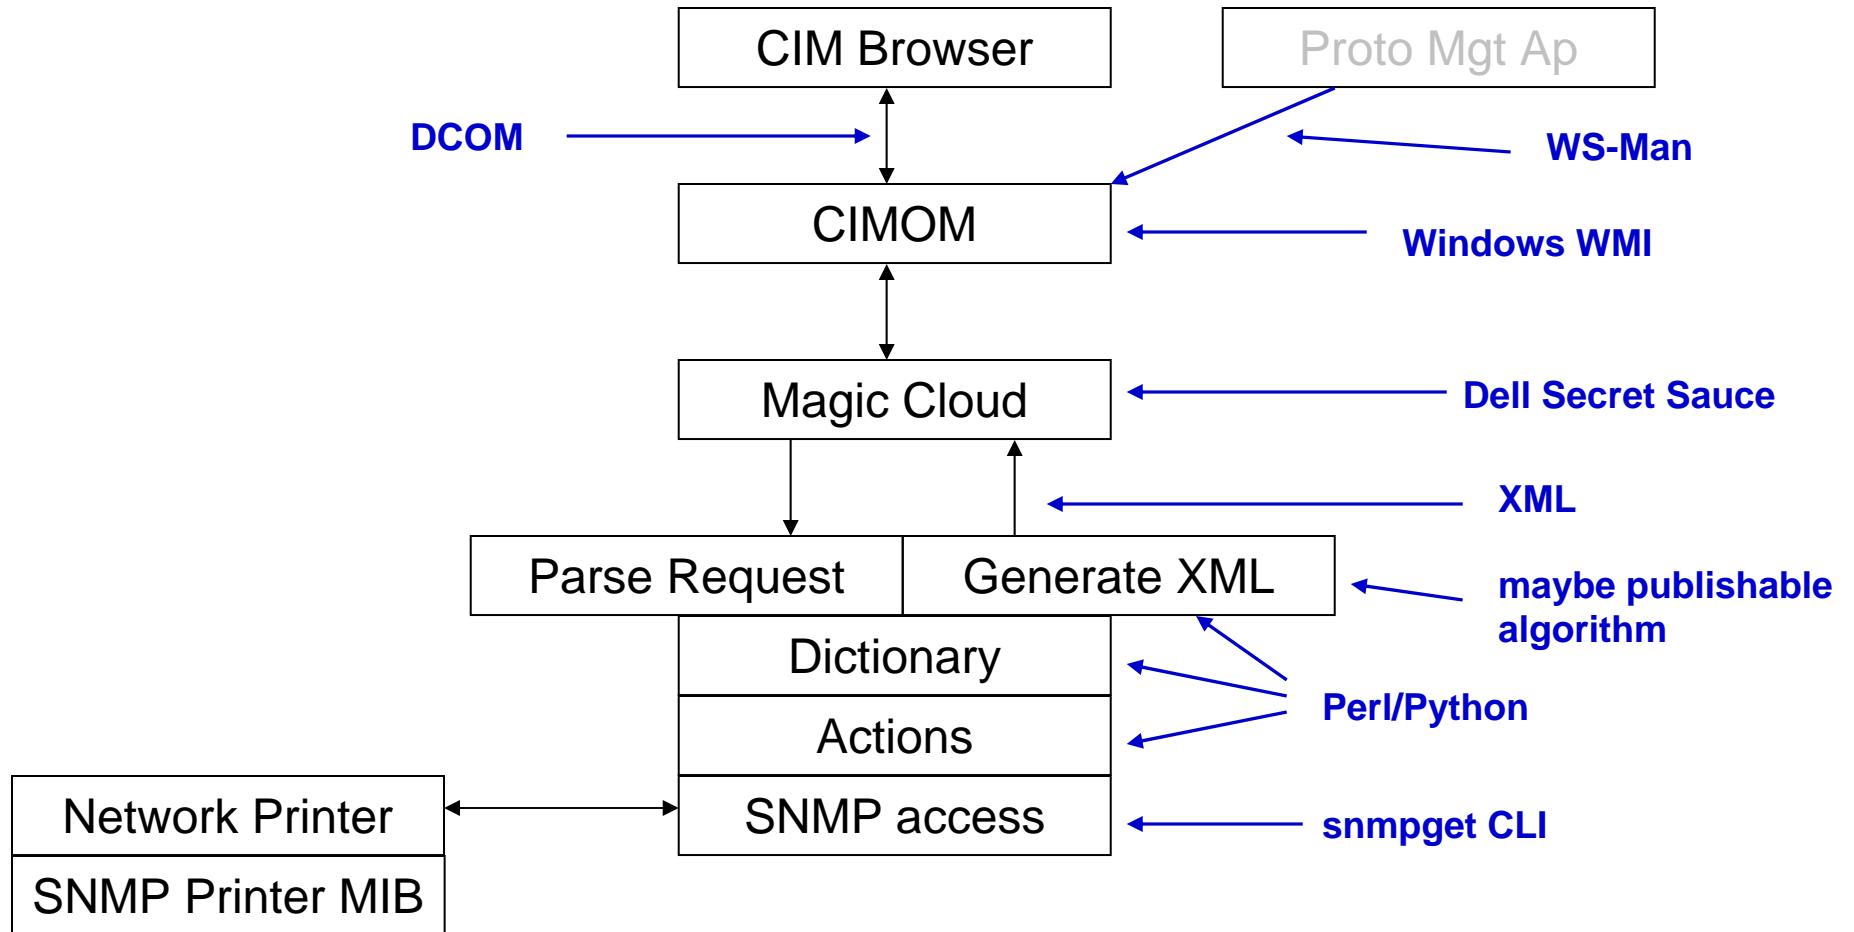 CIM Browser
Proto Mgt Ap
DCOM
WS-Man
CIMOM
Windows WMI
Magic Cloud
Dell Secret Sauce
XML
Parse Request
Generate XML
maybe publishable
algorithm
Dictionary
Perl/Python
Actions
Network Printer
SNMP access
snmpget CLI
SNMP Printer MIB